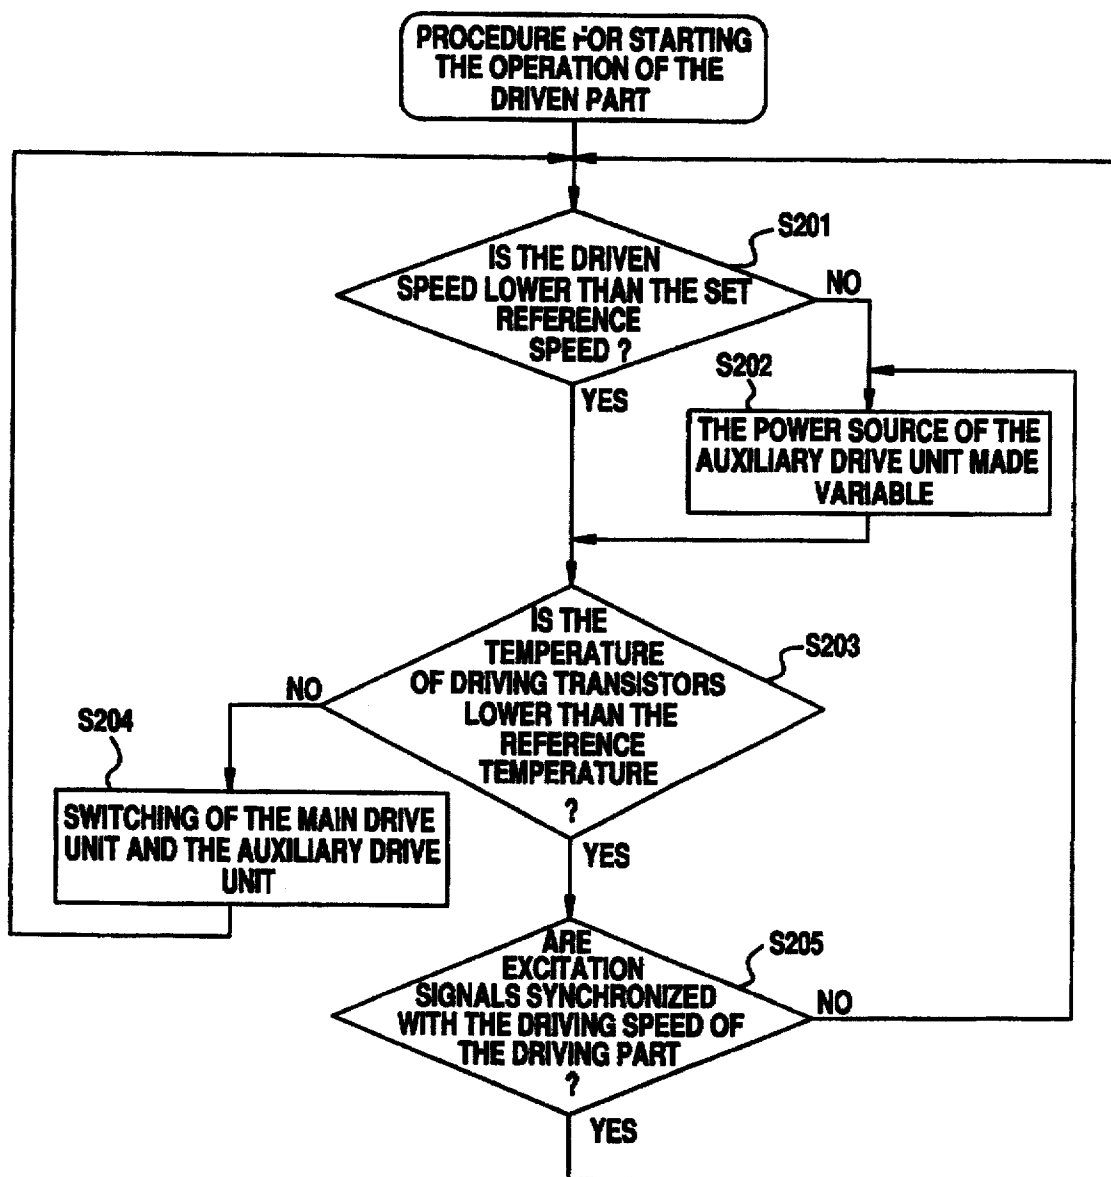 PROCEDURE FOR STARTING
THE OPERATION OF THE
DRIVEN PART
S201
IS THE DRIVEN
SPEED LOWER THAN THE SET
REFERENCE
SPEED ?
NO
YES
S202
THE POWER SOURCE OF THE
AUXILIARY DRIVE UNIT MADE
VARIABLE
S203
IS THE
TEMPERATURE
OF DRIVING TRANSISTORS
LOWER THAN THE
REFERENCE
TEMPERATURE
?
NO
YES
S204
SWITCHING OF THE MAIN DRIVE
UNIT AND THE AUXILIARY DRIVE
UNIT
S205
ARE
EXCITATION
SIGNALS SYNCHRONIZED
WITH THE DRIVING SPEED OF
THE DRIVING PART
?
NO
YES